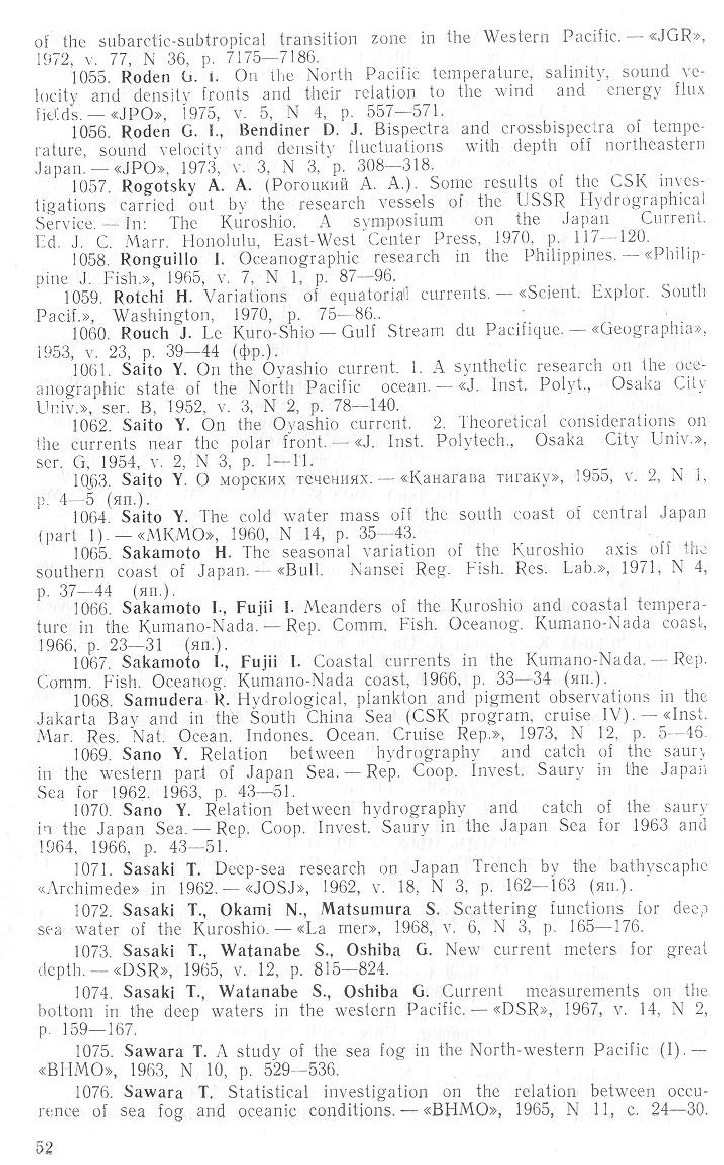 of the subarctic-subtropical transition zone in the Western Pacific. — «JGR»,
1972, v. 77, N 36, p. 7175—7186.
1055. Roden G. I. On the North Pacific temperature, salinity, sound ve-
locity and density fronts and their relation to the wind and energy flux
fields. — «JPO», 1975, v. 5, N 4, p. 557—571.
1056. Roden G. I., Bendiner D. J. Bispectra and crossbispectra of tempe-
rature, sound velocity and density fluctuations with depth off northeastern
Japan. — «JPO», 1973, v. 3, N 3, p. 308—318.
1057. Rogotsky A. A. (Рогоцкий А. А.). Some results of the CSK inves-
tigations carried out by the research vessels of the USSR Hydrographical
Service. — In: The Kuroshio. A symposium on the Japan Current.
Ed. J. C. Marr. Honolulu, East-West Center Press, 1970, p. 117—120.
1058. Ronguillo I. Oceanographic research in the Philippines. — «Philip-
pine J. Fish.», 1965, v. 7, N 1, p. 87—96.
1059. Rotchi H. Variations of equatorial currents. — «Scient. Explor. South
Pacif.», Washington, 1970, p. 75—86..
1060. Rouch J. Le Kuro-Shio — Gulf Stream du Pacifique. — «Geographia»,
1953, v. 23, p. 39—44 (фр.).
1061. Saito Y. On the Oyashio current. 1. A synthetic research on the oce-
anographic state of the North Pacific ocean. — «J. Inst. Polyt., Osaka City
Univ.», ser. B, 1952, v. 3, N 2, p. 78—140.
1062. Saito Y. On the Oyashio current. 2. Theoretical considerations on
the currents near the polar front. — «J. Inst. Polytech., Osaka City Univ.»,
ser. G, 1954, v. 2, N 3, p. 1—11.
1063. Saito Y. О морских течениях. — «Канагава тигаку», 1955, v. 2, N 1,
p. 4—5 (яп.).
1064. Saito Y. The cold water mass off the south coast of central Japan
(part 1). — «МКМО», 1960, N 14, p. 35—43.
1065. Sakamoto H. The seasonal variation of the Kuroshio axis off the
southern coast of Japan. — «Bull. Nansei Reg. Fish. Res. Lab.», 1971, N 4,
p. 37—44 (яп.).
1066. Sakamoto I., Fujii I. Meanders of the Kuroshio and coastal tempera-
ture in the Kumano-Nada. — Rep. Comm. Fish. Oceanog. Kumano-Nada coast,
1966, p. 23—31 (яп.).
1067. Sakamoto I., Fujii I. Coastal currents in the Kumano-Nada. — Rep.
Comm. Fish. Oceanog. Kumano-Nada coast, 1966, p. 33—34 (яп.).
1068. Samudera R. Hydrological, plankton and pigment observations in the
Jakarta Bay and in the South China Sea (CSK program, cruise IV). — «Inst.
Mar. Res. Nat. Ocean. Indones. Ocean. Cruise Rep.», 1973, N 12, p. 5—46.
1069. Sano Y. Relation between hydrography and catch of the saury
in the western part of Japan Sea. — Rep. Coop. Invest. Saury in the Japan
Sea for 1962. 1963, p. 43—51.
1070. Sano Y. Relation between hydrography and catch of the saury
in the Japan Sea. — Rep. Coop. Invest. Saury in the Japan Sea for 1963 and
1964, 1966, p. 43—51.
1071. Sasaki T. Deep-sea research on Japan Trench by the bathyscaphe
«Archimede» in 1962. — «JOSJ», 1962, v. 18, N 3, p. 162—163 (яп.).
1072. Sasaki T., Okami N., Matsumura S. Scattering functions for deep
sea water of the Kuroshio. — «La mer», 1968, v. 6, N 3, p. 165—176.
1073. Sasaki T., Watanabe S., Oshiba G. New current meters for great
depth. — «DSR», 1965, v. 12, p. 815—824.
1074. Sasaki T., Watanabe S., Oshiba G. Current measurements on the
bottom in the deep waters in the western Pacific. — «DSR», 1967, v. 14, N 2,
p. 159—167.
1075. Sawara T. A study of the sea fog in the North-western Pacific (I). —
«BHMO», 1963, N 10, p. 529—536.
1076. Sawara T. Statistical investigation on the relation between occu-
rence of sea fog and oceanic conditions. — «BHMO», 1965, N 11, с. 24—30.
52